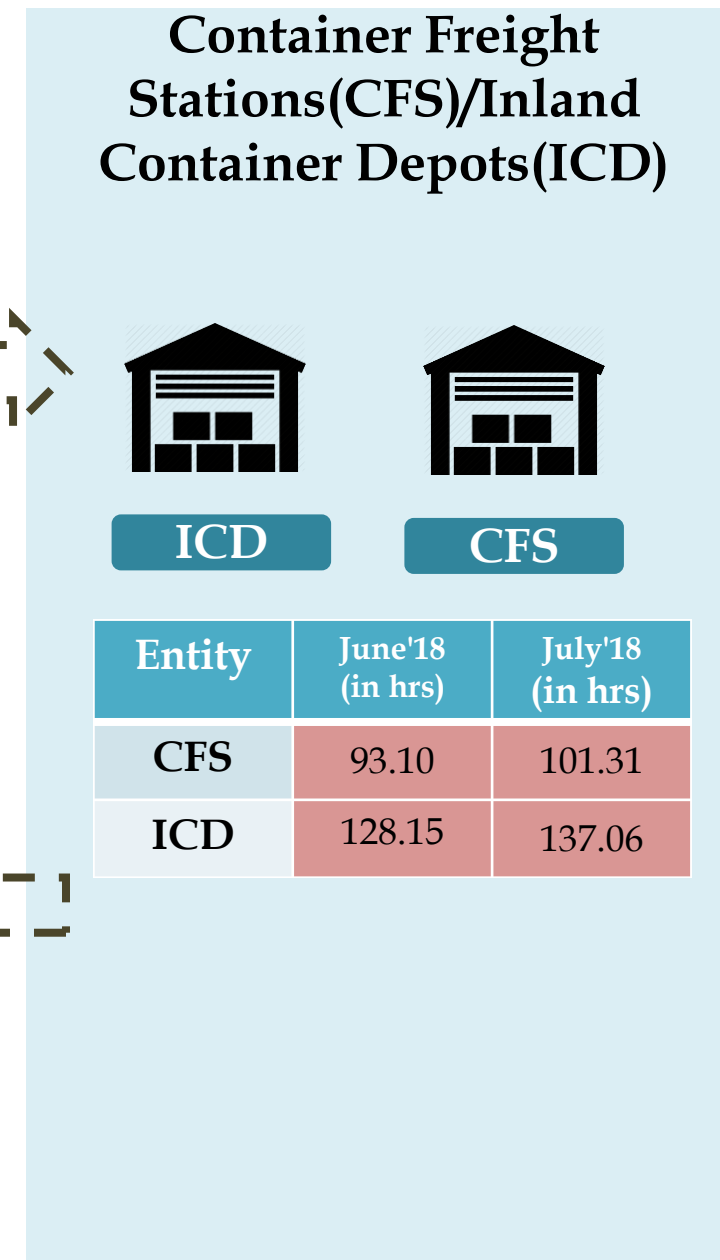 Container Freight
Stations(CFS)/Inland
Container Depots(ICD)
ICD CFS
Entity June'18 (in hrs) July'18 (in hrs)
CFS 93.10 101.31
ICD 128.15 137.06